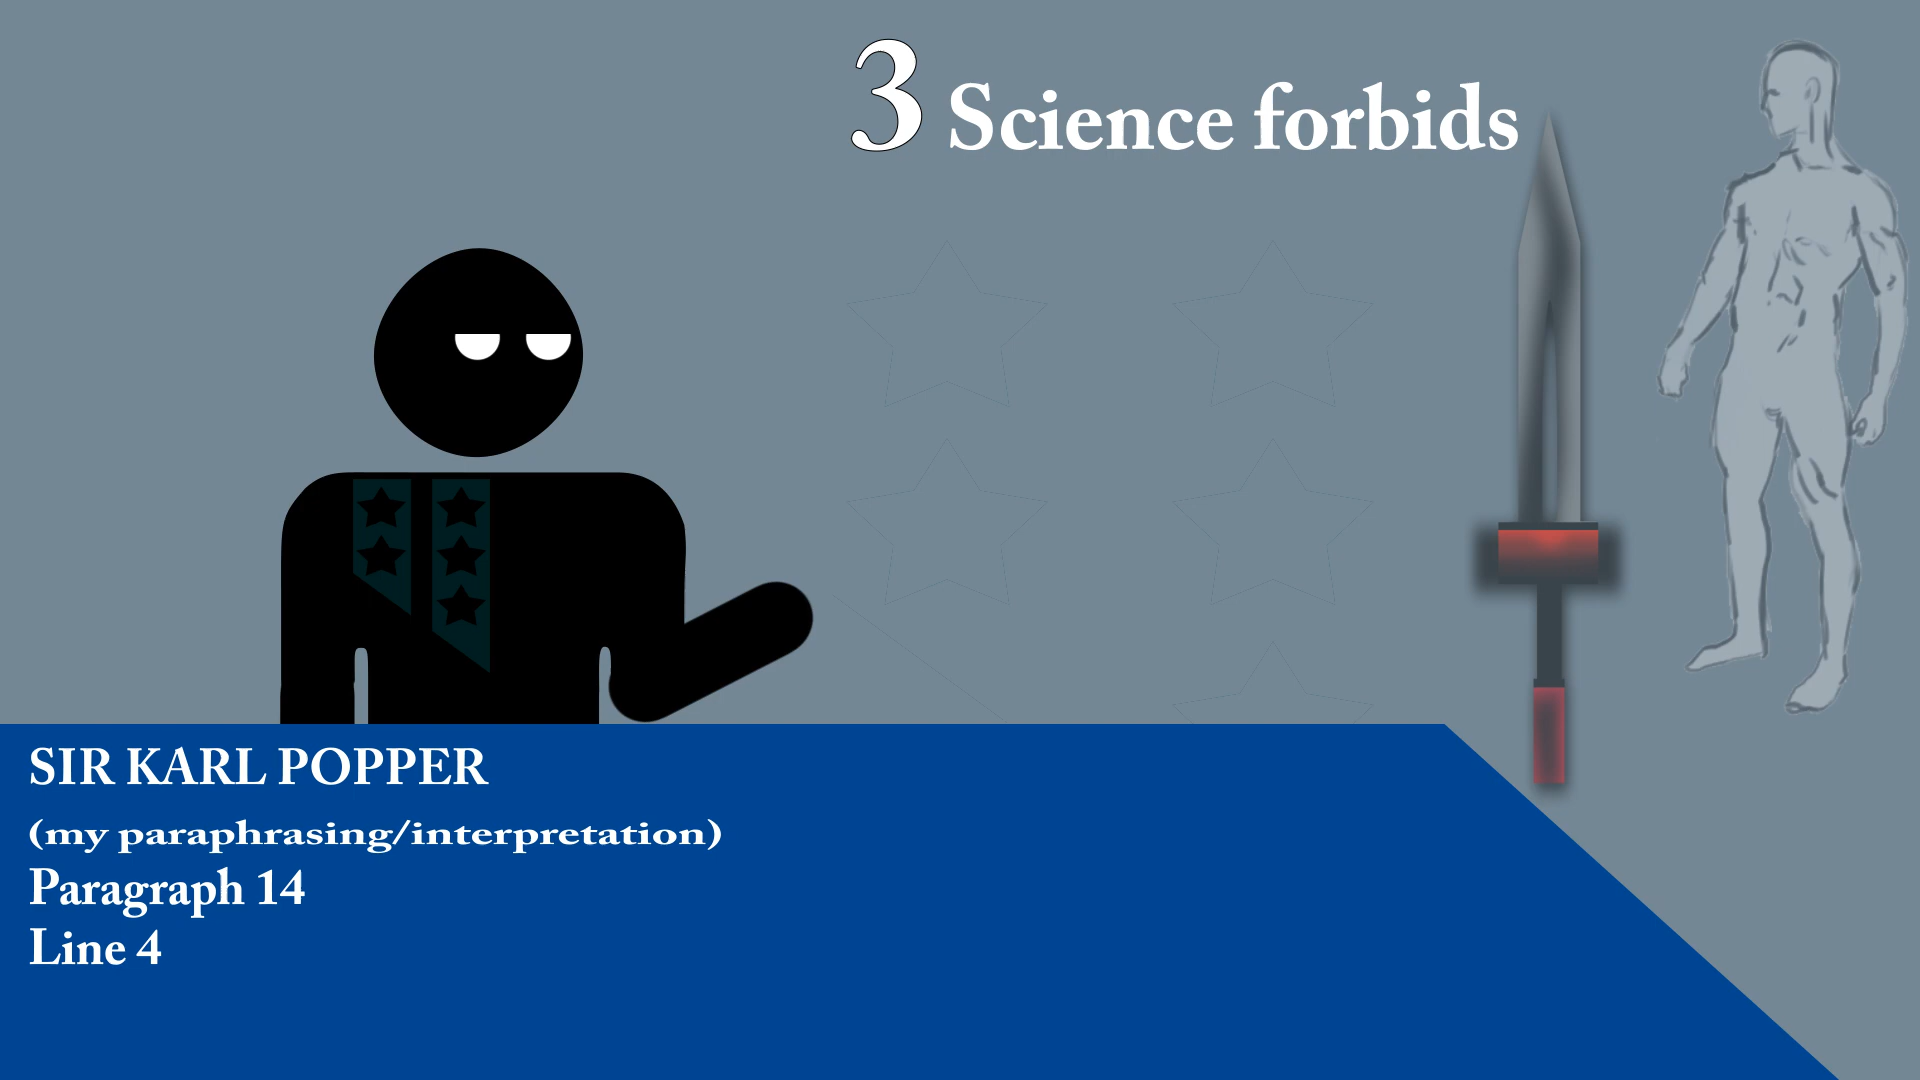 3 Science forbids
SIR KARL POPPER
(my paraphrasing/interpretation)
Paragraph 14
Line 4